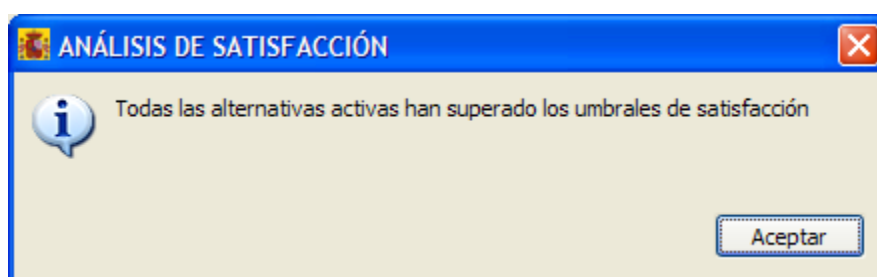 ANÁLISIS DE SATISFACCIÓN
Todas las alternativas activas han superado los umbrales de satisfacción
Aceptar